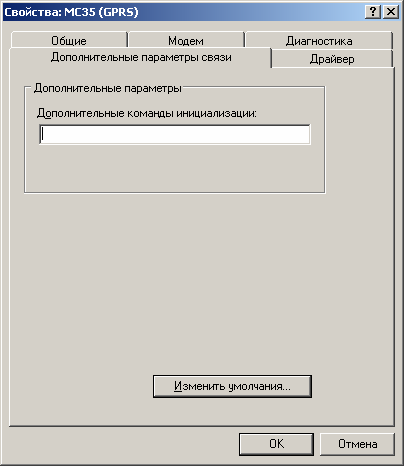 Свойства: MC35 (GPRS)
Общие Модем Диагностика
Дополнительные параметры связи Драйвер
Дополнительные параметры
Дополнительные команды инициализации:
Изменить умолчания...
OK Отмена